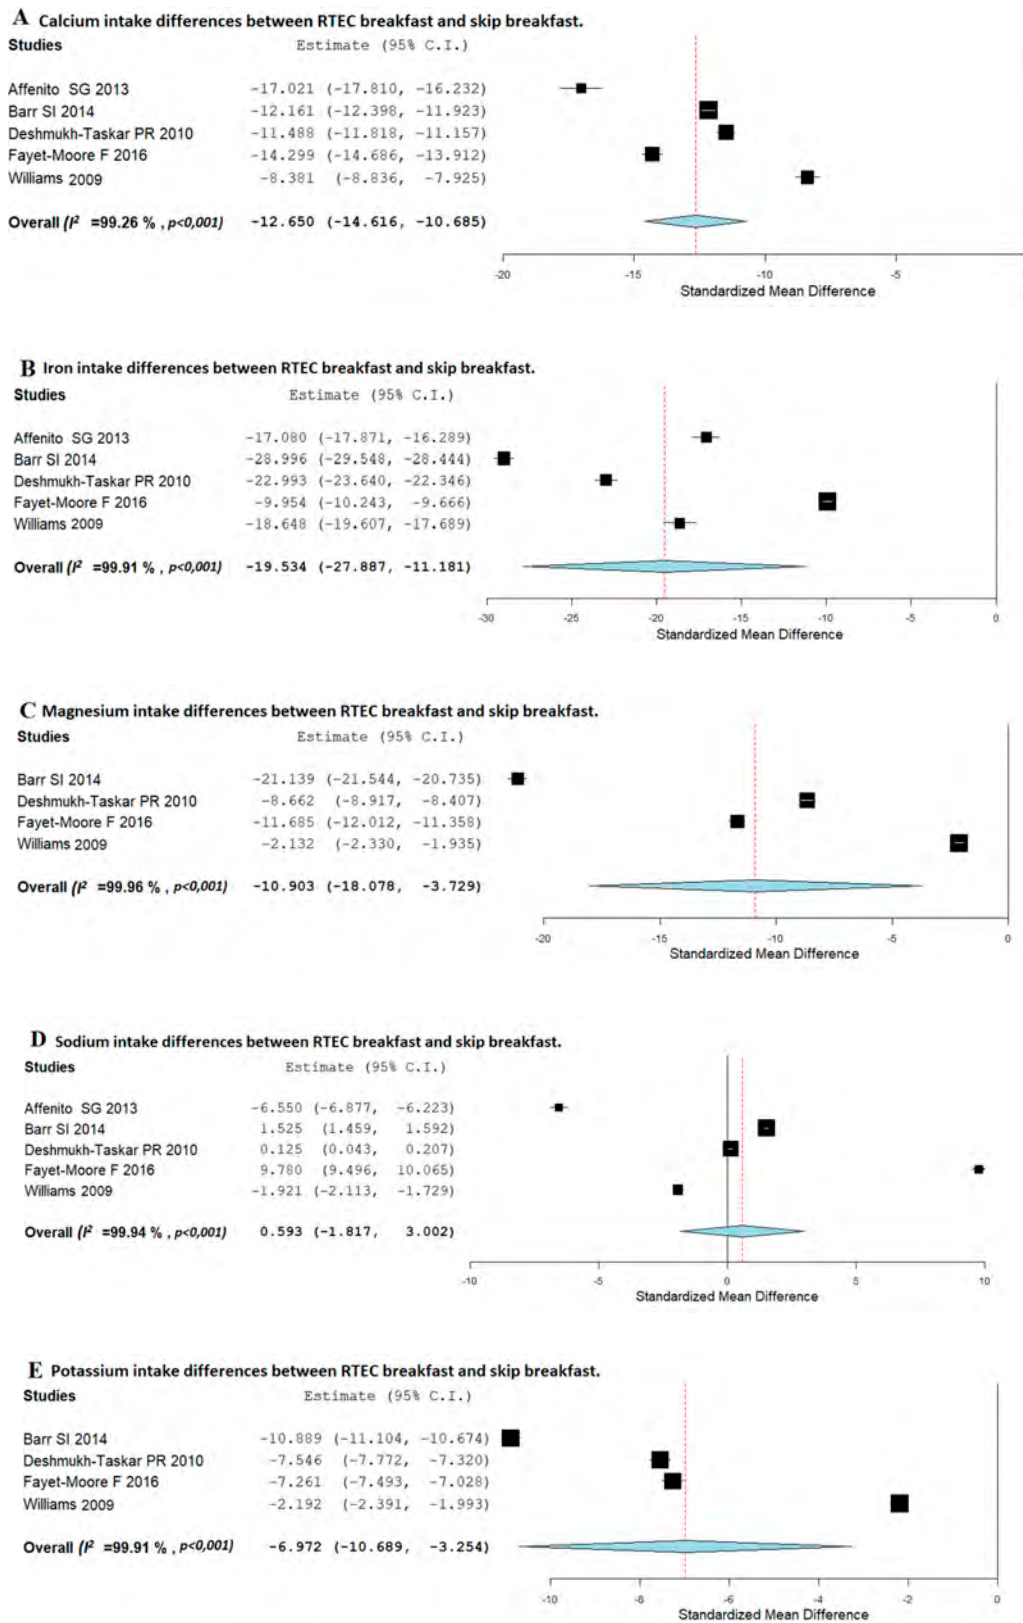 A Calcium intake differences between RTEC breakfast and skip breakfast.
Studies Estimate (95% C.I.)
Affenito SG 2013 -17.021 (-17.810, -16.232)
Barr SI 2014 -12.161 (-12.398, -11.923)
Deshmukh-Taskar PR 2010 -11.488 (-11.818, -11.157)
Fayet-Moore F 2016 -14.299 (-14.686, -13.912)
Williams 2009 -8.381 (-8.836, -7.925)
Overall (I² =99.26 % , p<0,001) -12.650 (-14.616, -10.685)
-20 -15 -10 -5
Standardized Mean Difference
B Iron intake differences between RTEC breakfast and skip breakfast.
Studies Estimate (95% C.I.)
Affenito SG 2013 -17.080 (-17.871, -16.289)
Barr SI 2014 -28.996 (-29.548, -28.444)
Deshmukh-Taskar PR 2010 -22.993 (-23.640, -22.346)
Fayet-Moore F 2016 -9.954 (-10.243, -9.666)
Williams 2009 -18.648 (-19.607, -17.689)
Overall (I² =99.91 % , p<0,001) -19.534 (-27.887, -11.181)
-30 -25 -20 -15 -10 -5 0
Standardized Mean Difference
C Magnesium intake differences between RTEC breakfast and skip breakfast.
Studies Estimate (95% C.I.)
Barr SI 2014 -21.139 (-21.544, -20.735)
Deshmukh-Taskar PR 2010 -8.662 (-8.917, -8.407)
Fayet-Moore F 2016 -11.685 (-12.012, -11.358)
Williams 2009 -2.132 (-2.330, -1.935)
Overall (I² =99.96 % , p<0,001) -10.903 (-18.078, -3.729)
-20 -15 -10 -5 0
Standardized Mean Difference
D Sodium intake differences between RTEC breakfast and skip breakfast.
Studies Estimate (95% C.I.)
Affenito SG 2013 -6.550 (-6.877, -6.223)
Barr SI 2014 1.525 (1.459, 1.592)
Deshmukh-Taskar PR 2010 0.125 (0.043, 0.207)
Fayet-Moore F 2016 9.780 (9.496, 10.065)
Williams 2009 -1.921 (-2.113, -1.729)
Overall (I² =99.94 % , p<0,001) 0.593 (-1.817, 3.002)
-10 -5 0 5 10
Standardized Mean Difference
E Potassium intake differences between RTEC breakfast and skip breakfast.
Studies Estimate (95% C.I.)
Barr SI 2014 -10.889 (-11.104, -10.674)
Deshmukh-Taskar PR 2010 -7.546 (-7.772, -7.320)
Fayet-Moore F 2016 -7.261 (-7.493, -7.028)
Williams 2009 -2.192 (-2.391, -1.993)
Overall (I² =99.91 % , p<0,001) -6.972 (-10.689, -3.254)
-10 -8 -6 -4 -2 0
Standardized Mean Difference